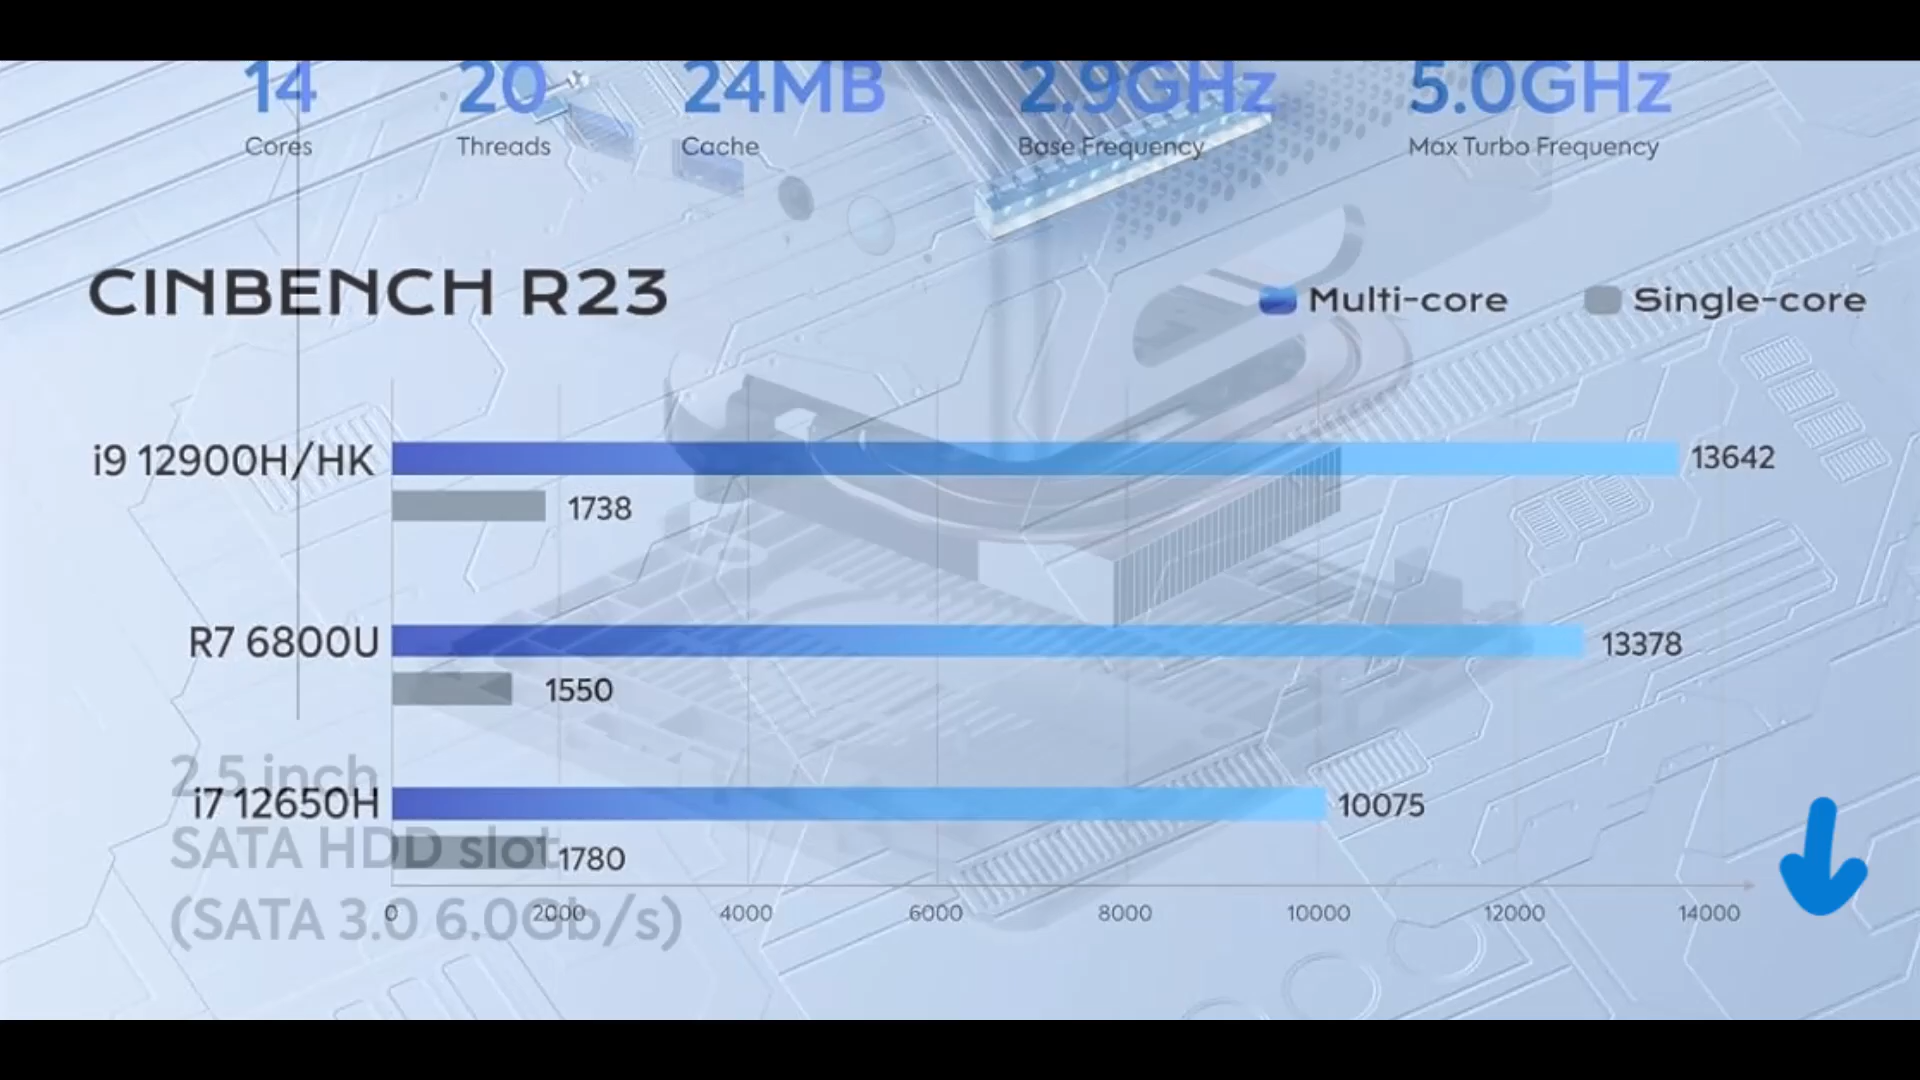 14 20 24MB 2.9GHz 5.0GHz
Cores Threads Cache Base Frequency Max Turbo Frequency
CINBENCH R23
Multi-core Single-core
i9 12900H/HK 13642
1738
R7 6800U 13378
1550
2.5 inch
i7 12650H 10075
SATA HDD slot
1780
(SATA 3.0 6.0Gb/s)
0 2000 4000 6000 8000 10000 12000 14000